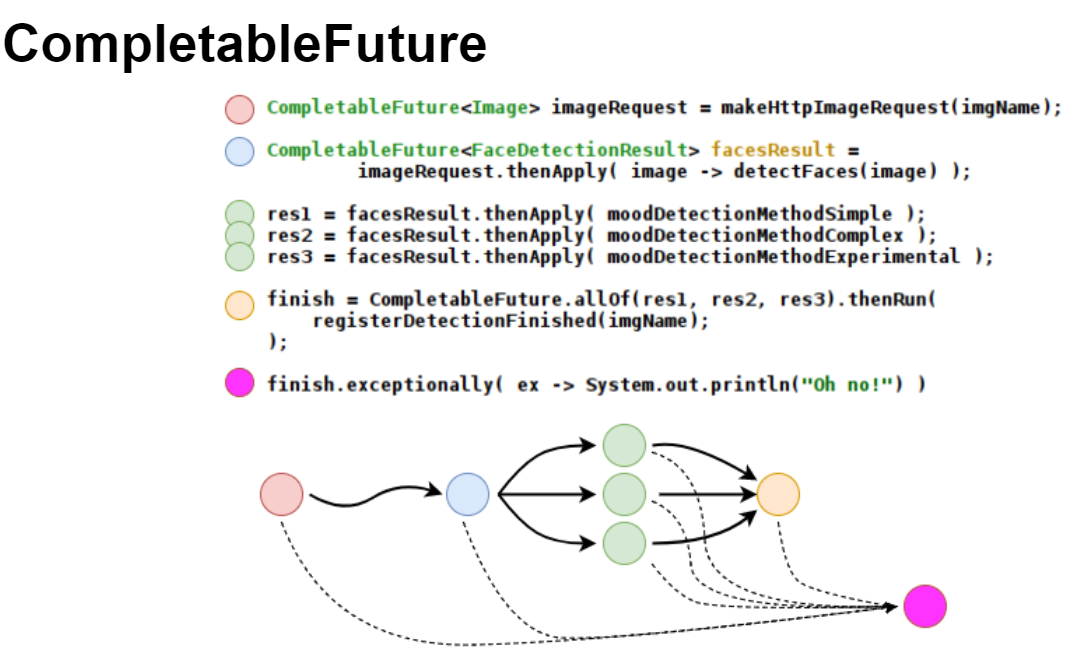 CompletableFuture
CompletableFuture<Image> imageRequest = makeHttpImageRequest(imgName);
CompletableFuture<FaceDetectionResult> facesResult =
imageRequest.thenApply( image -> detectFaces(image) );
res1 = facesResult.thenApply( moodDetectionMethodSimple );
res2 = facesResult.thenApply( moodDetectionMethodComplex );
res3 = facesResult.thenApply( moodDetectionMethodExperimental );
finish = CompletableFuture.allOf(res1, res2, res3).thenRun(
registerDetectionFinished(imgName);
);
finish.exceptionally( ex -> System.out.println("Oh no!") )